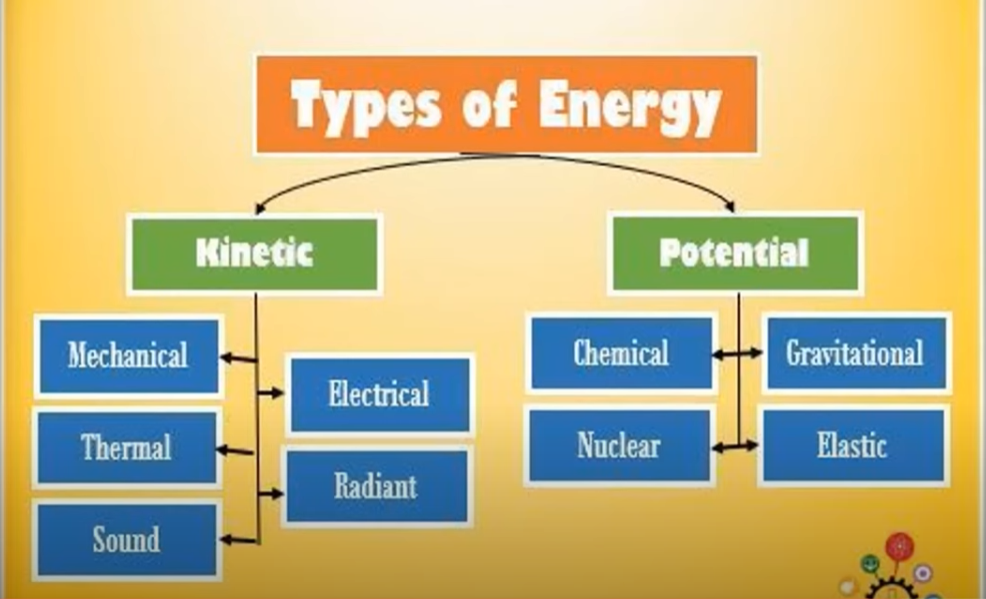 Types of Energy
Kinetic
Potential
Mechanical
Electrical
Thermal
Radiant
Sound
Chemical
Gravitational
Nuclear
Elastic